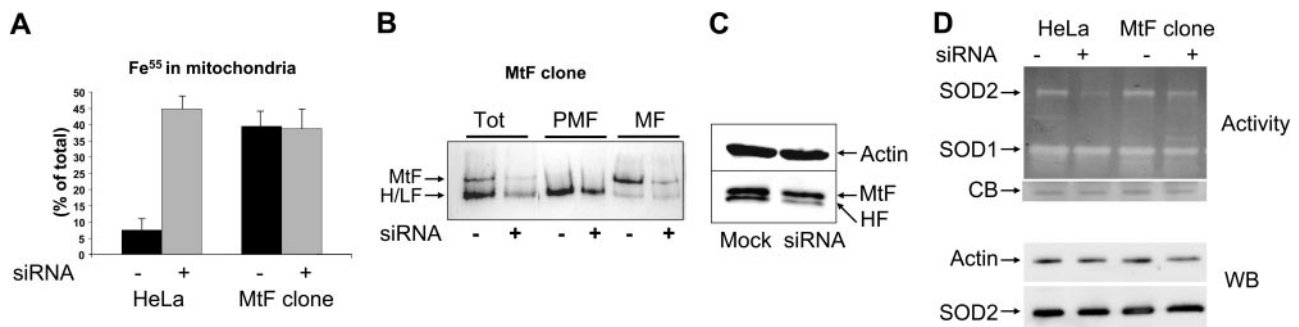 A
Fe55 in mitochondria
(% of total)
50
45
40
35
30
25
20
15
10
5
0
siRNA - + - +
HeLa MtF clone
B
MtF clone
Tot PMF MF
MtF
H/LF
siRNA - + - + - +
C
Actin
MtF
HF
Mock siRNA
D
HeLa MtF clone
siRNA - + - +
SOD2
SOD1
Activity
CB
Actin
SOD2
WB